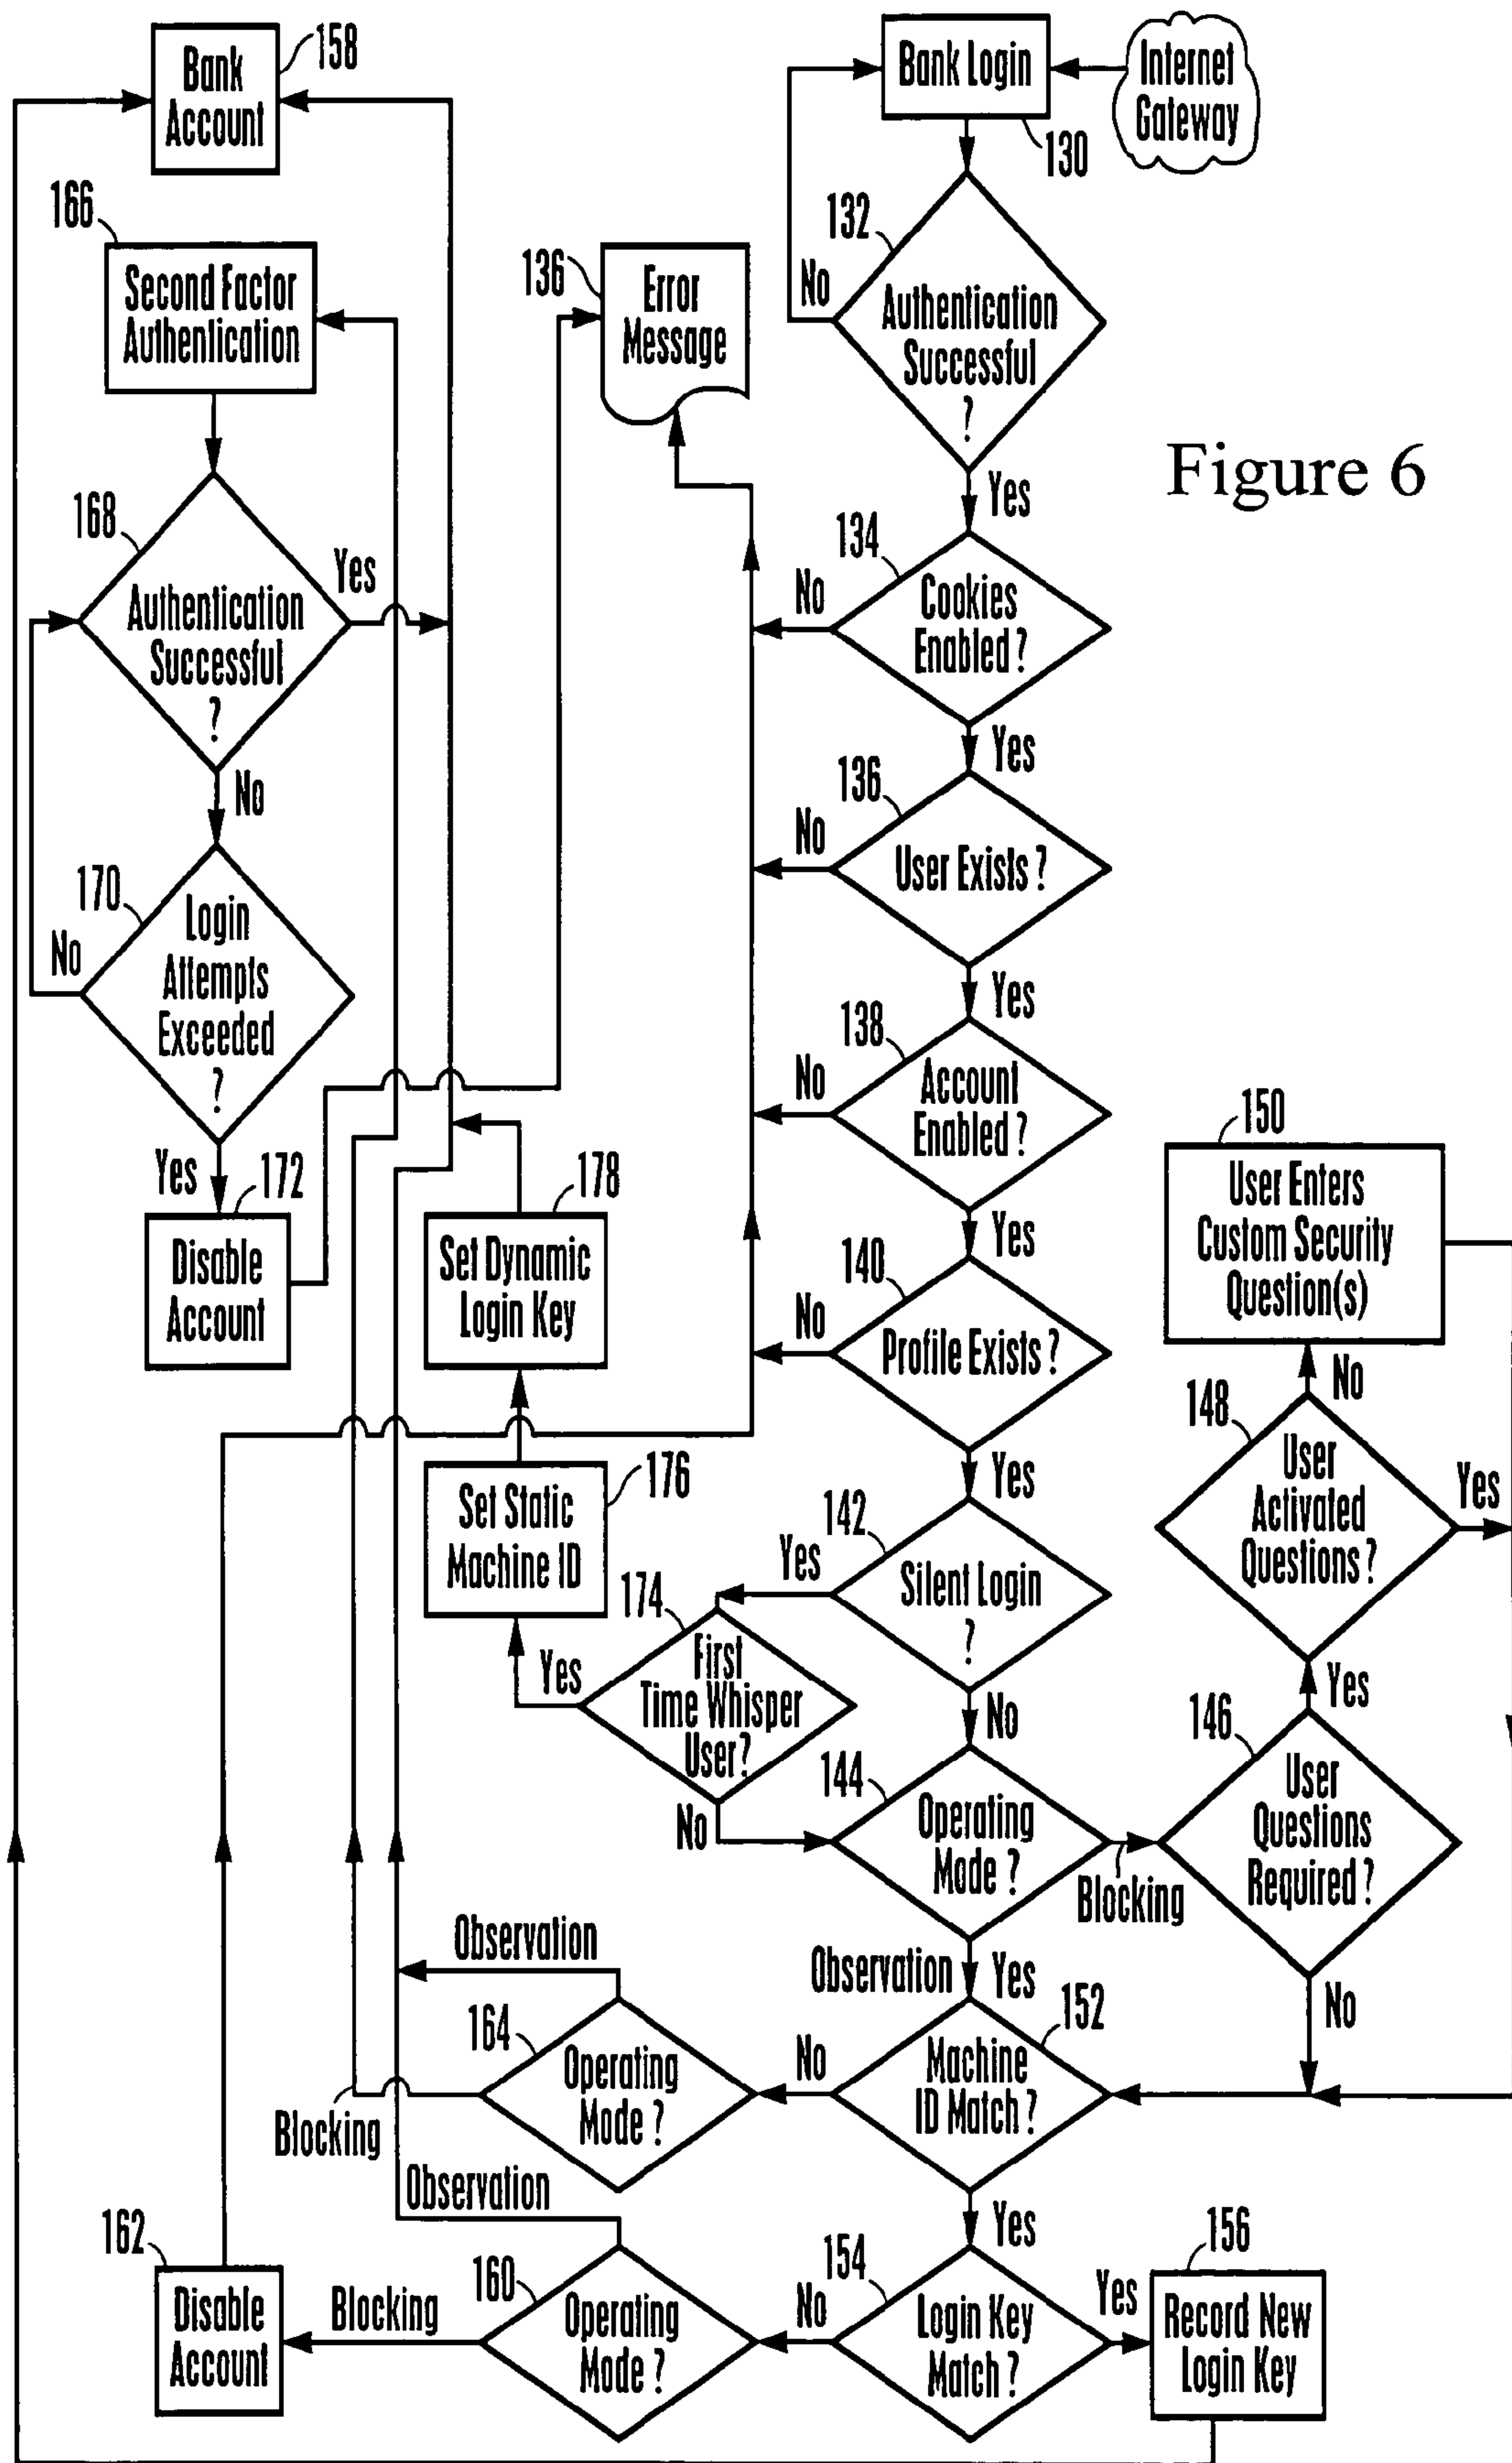 Bank
Account
158
Bank Login
130
Internet
Gateway
132
Authentication
Successful
?
No
Yes
166
Second Factor
Authentication
136
Error
Message
Figure 6
168
Authentication
Successful
?
Yes
No
134
Cookies
Enabled ?
No
Yes
136
User Exists ?
No
Yes
170
Login
Attempts
Exceeded
?
No
Yes
138
Account
Enabled ?
No
Yes
172
Disable
Account
178
Set Dynamic
Login Key
140
Profile Exists ?
No
Yes
150
User Enters
Custom Security
Question(s)
No
148
User
Activated
Questions ?
Yes
176
Set Static
Machine ID
142
Silent Login
?
Yes
No
174
First
Time Whisper
User?
Yes
No
Yes
146
User
Questions
Required ?
No
144
Operating
Mode ?
Blocking
Observation
Yes
Observation
164
Operating
Mode ?
Blocking
No
152
Machine
ID Match ?
Yes
Observation
162
Disable
Account
Blocking
160
Operating
Mode ?
No
154
Login Key
Match ?
Yes
156
Record New
Login Key